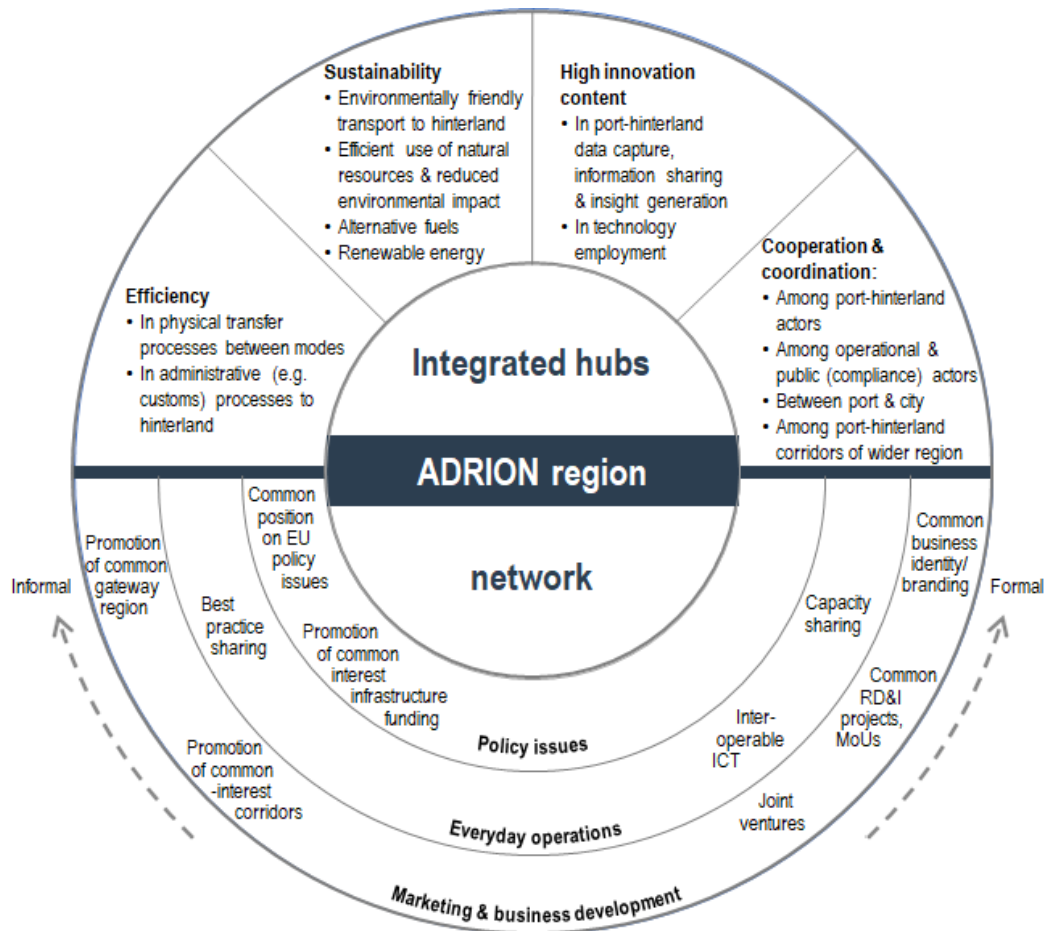 Sustainability
• Environmentally friendly
transport to hinterland
• Efficient use of natural
resources & reduced
environmental impact
• Alternative fuels
• Renewable energy
High innovation
content
• In port-hinterland
data capture,
information sharing
& insight generation
• In technology
employment
Efficiency
• In physical transfer
processes between modes
• In administrative (e.g.
customs) processes to
hinterland
Cooperation &
coordination:
• Among port-hinterland
actors
• Among operational &
public (compliance) actors
• Between port & city
• Among port-hinterland
corridors of wider region
Integrated hubs
ADRION region
network
Informal
Promotion
of common
gateway
region
Best
practice
sharing
Common
position
on EU
policy
issues
Promotion
of common
interest
infrastructure
funding
Promotion
of common
-interest
corridors
Policy issues
Everyday operations
Marketing & business development
Capacity
sharing
Inter-
operable
ICT
Common
business
identity/
branding
Common
RD&I
projects,
MoUs
Joint
ventures
Formal